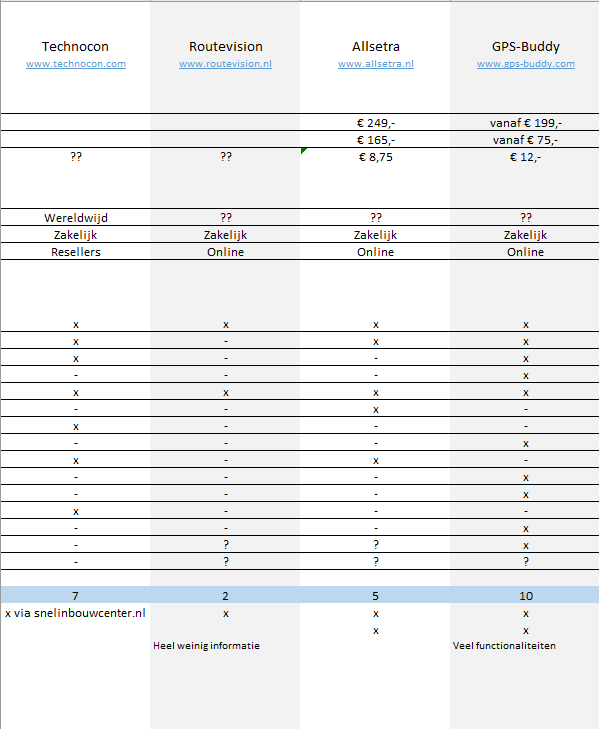 Technocon Routevision Allsetra GPS-Buddy
www.technocon.com www.routevision.nl www.allsetra.nl www.gps-buddy.com
€ 249,- vanaf € 199,-
€ 165,- vanaf € 75,-
?? ?? € 8,75 € 12,-
Wereldwijd ?? ?? ??
Zakelijk Zakelijk Zakelijk Zakelijk
Resellers Online Online Online
x x x x
x - x x
x - - x
- - - x
x x x x
- - x -
x - - -
- - - x
x - x -
- - - x
- - - x
x - - -
- - - x
- ? ? x
- ? ? ?
7 2 5 10
x via snelinbouwcenter.nl x x x
x x
Heel weinig informatie Veel functionaliteiten